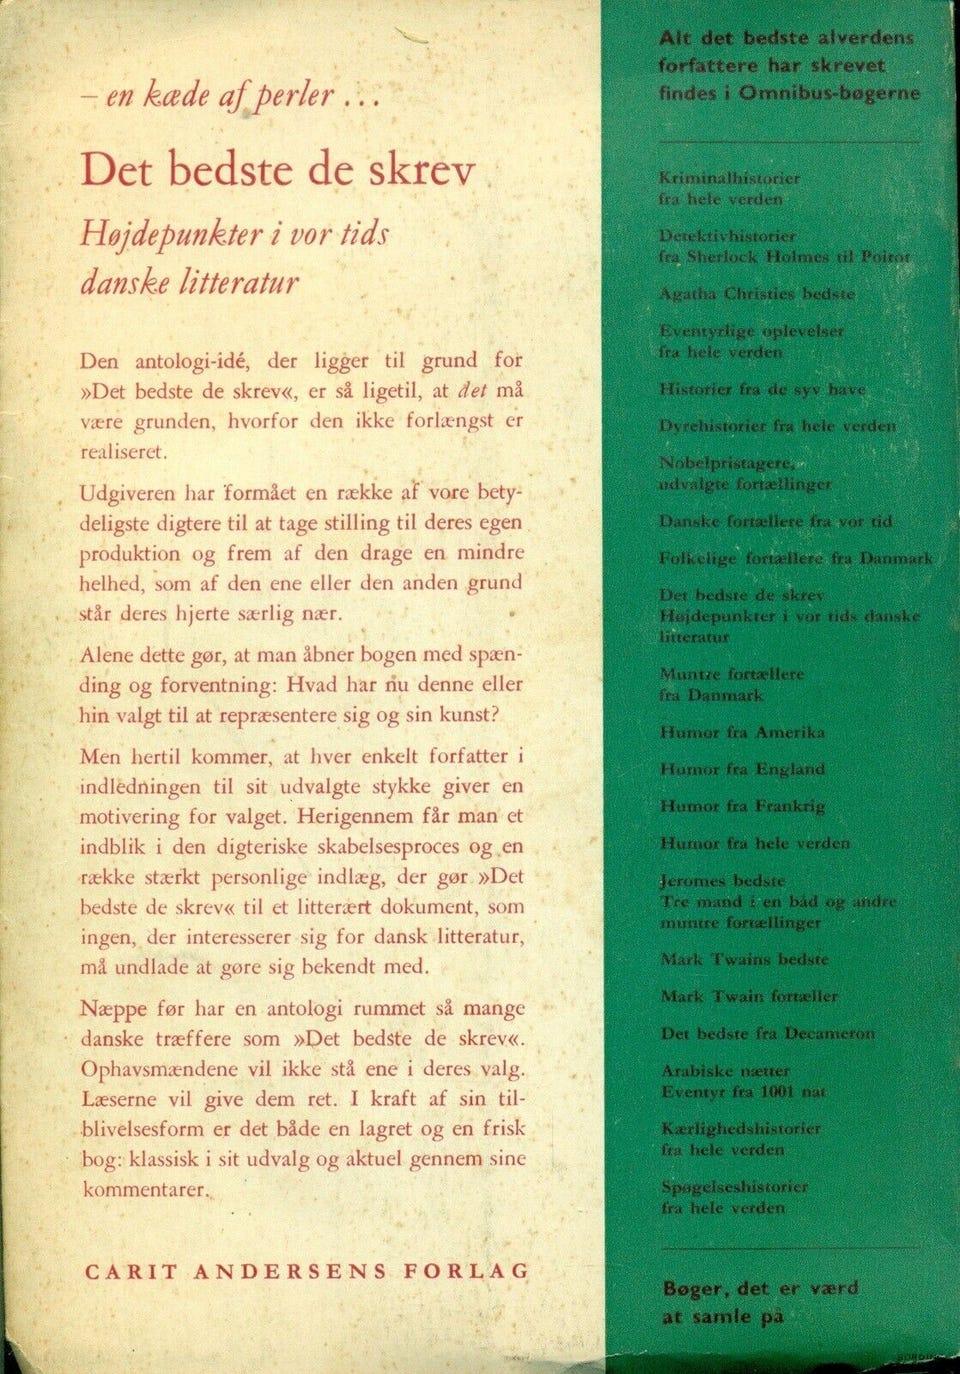 – en kæde af perler . . .
Det bedste de skrev
Højdepunkter i vor tids
danske litteratur
Den antologi-idé, der ligger til grund for
»Det bedste de skrev«, er så ligetil, at det må
være grunden, hvorfor den ikke forlængst er
realiseret.
Udgiveren har formået en række af vore bety-
deligste digtere til at tage stilling til deres egen
produktion og frem af den drage en mindre
helhed, som af den ene eller den anden grund
står deres hjerte særlig nær.
Alene dette gør, at man åbner bogen med spæn-
ding og forventning: Hvad har nu denne eller
hin valgt til at repræsentere sig og sin kunst?
Men hertil kommer, at hver enkelt forfatter i
indledningen til sit udvalgte stykke giver en
motivering for valget. Herigennem får man et
indblik i den digteriske skabelsesproces og en
række stærkt personlige indlæg, der gør »Det
bedste de skrev« til et litterært dokument, som
ingen, der interesserer sig for dansk litteratur,
må undlade at gøre sig bekendt med.
Næppe før har en antologi rummet så mange
danske træffere som »Det bedste de skrev«.
Ophavsmændene vil ikke stå ene i deres valg.
Læserne vil give dem ret. I kraft af sin til-
blivelsesform er det både en lagret og en frisk
bog: klassisk i sit udvalg og aktuel gennem sine
kommentarer.
CARIT ANDERSENS FORLAG
Alt det bedste alverdens
forfattere har skrevet
findes i Omnibus-bøgerne
Kriminalhistorier
fra hele verden
Detektivhistorier
fra Sherlock Holmes til Poirot
Agatha Christies bedste
Eventyrlige oplevelser
fra hele verden
Historier fra de syv have
Dyrehistorier fra hele verden
Nobelpristagere,
udvalgte fortællinger
Danske fortællere fra vor tid
Folkelige fortællere fra Danmark
Det bedste de skrev
Højdepunkter i vor tids danske
litteratur
Muntre fortællere
fra Danmark
Humor fra Amerika
Humor fra England
Humor fra Frankrig
Humor fra hele verden
Jeromes bedste
Tre mand i en båd og andre
muntre fortællinger
Mark Twains bedste
Mark Twain fortæller
Det bedste fra Decameron
Arabiske nætter
Eventyr fra 1001 nat
Kærlighedshistorier
fra hele verden
Spøgelseshistorier
fra hele verden
Bøger, det er værd
at samle på